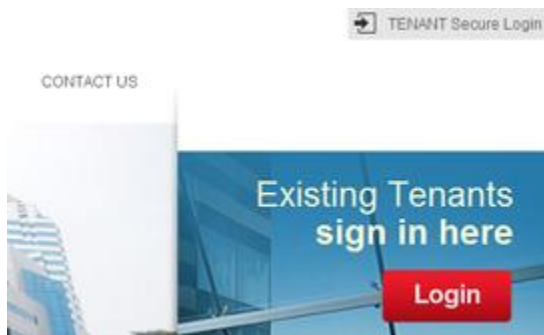 TENANT Secure Login
CONTACT US
Existing Tenants
sign in here
Login